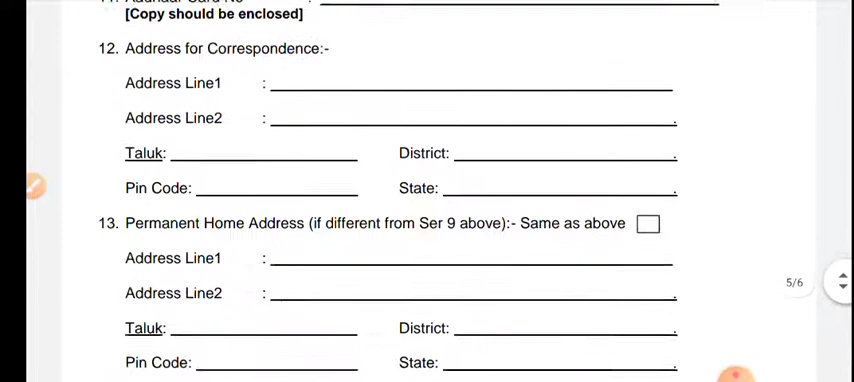 [Copy should be enclosed]
12. Address for Correspondence:-
Address Line1 :
Address Line2 : .
Taluk: District: .
Pin Code: State: .
13. Permanent Home Address (if different from Ser 9 above):- Same as above
Address Line1 :
Address Line2 : .
Taluk: District: .
Pin Code: State: .
5/6